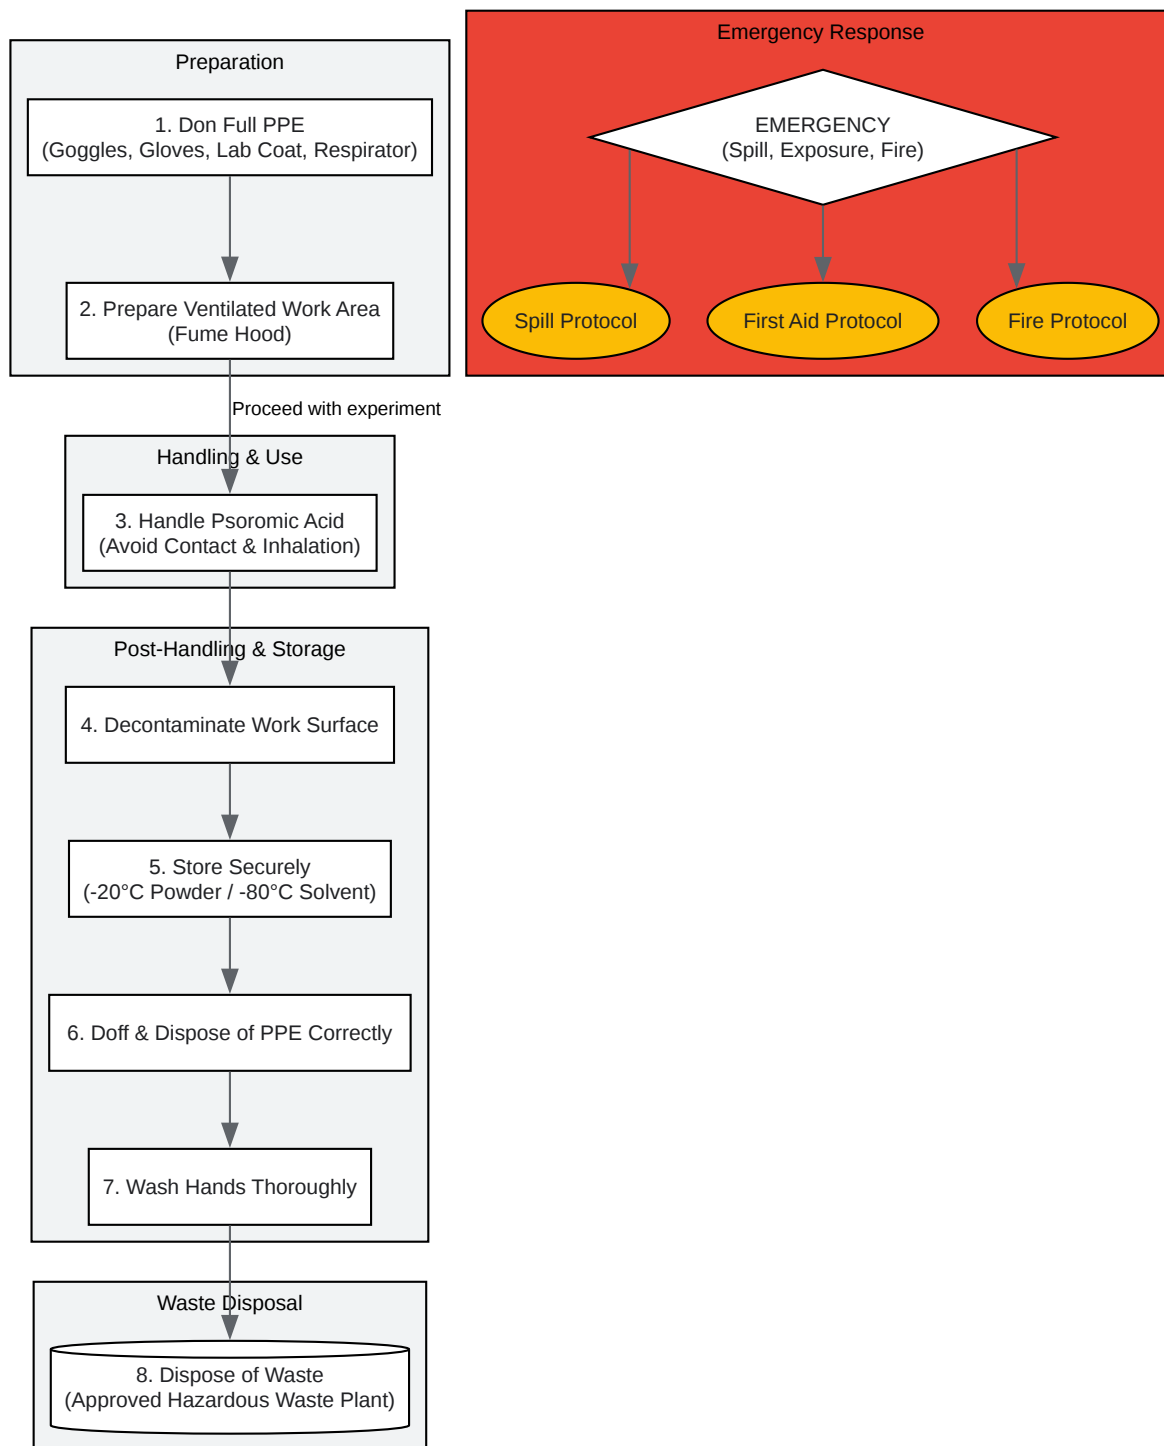 Preparation
1. Don Full PPE
(Goggles, Gloves, Lab Coat, Respirator)
2. Prepare Ventilated Work Area
(Fume Hood)
Proceed with experiment
Handling & Use
3. Handle Psoromic Acid
(Avoid Contact & Inhalation)
Post-Handling & Storage
4. Decontaminate Work Surface
5. Store Securely
(-20°C Powder / -80°C Solvent)
6. Doff & Dispose of PPE Correctly
7. Wash Hands Thoroughly
Waste Disposal
8. Dispose of Waste
(Approved Hazardous Waste Plant)
Emergency Response
EMERGENCY
(Spill, Exposure, Fire)
Spill Protocol
First Aid Protocol
Fire Protocol